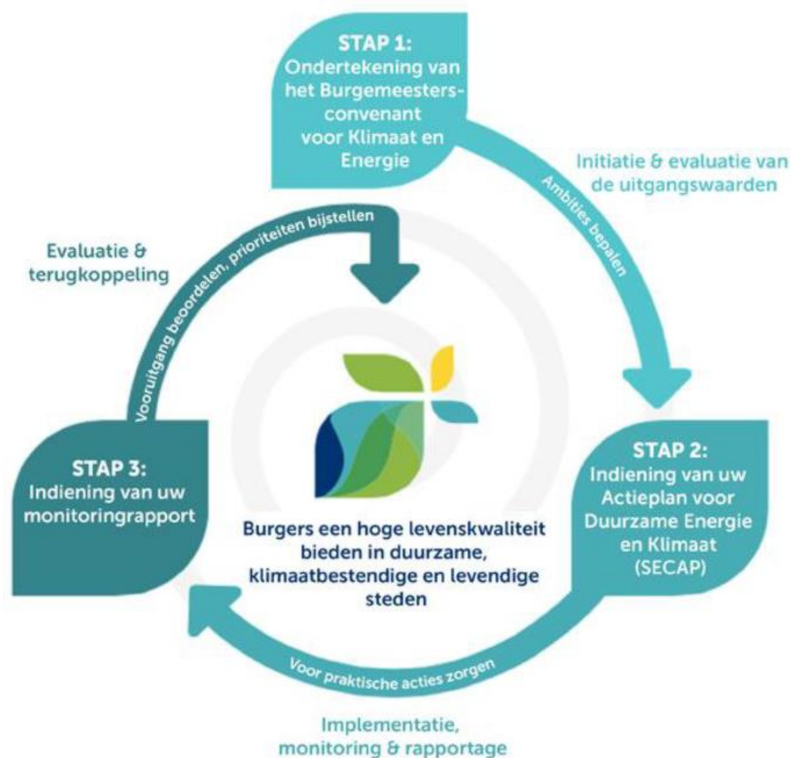 STAP 1:
Ondertekening van
het Burgemeesters-
convenant
voor Klimaat en
Energie
Ambities bepalen
Initiatie & evaluatie van
de uitgangswaarden
STAP 2:
Indiening van uw
Actieplan voor
Duurzame Energie
en Klimaat
(SECAP)
Voor praktische acties zorgen
Implementatie,
monitoring & rapportage
STAP 3:
Indiening van uw
monitoringrapport
Vooruitgang beoordelen, prioriteiten bijstellen
Evaluatie &
terugkoppeling
Burgers een hoge levenskwaliteit
bieden in duurzame,
klimaatbestendige en levendige
steden